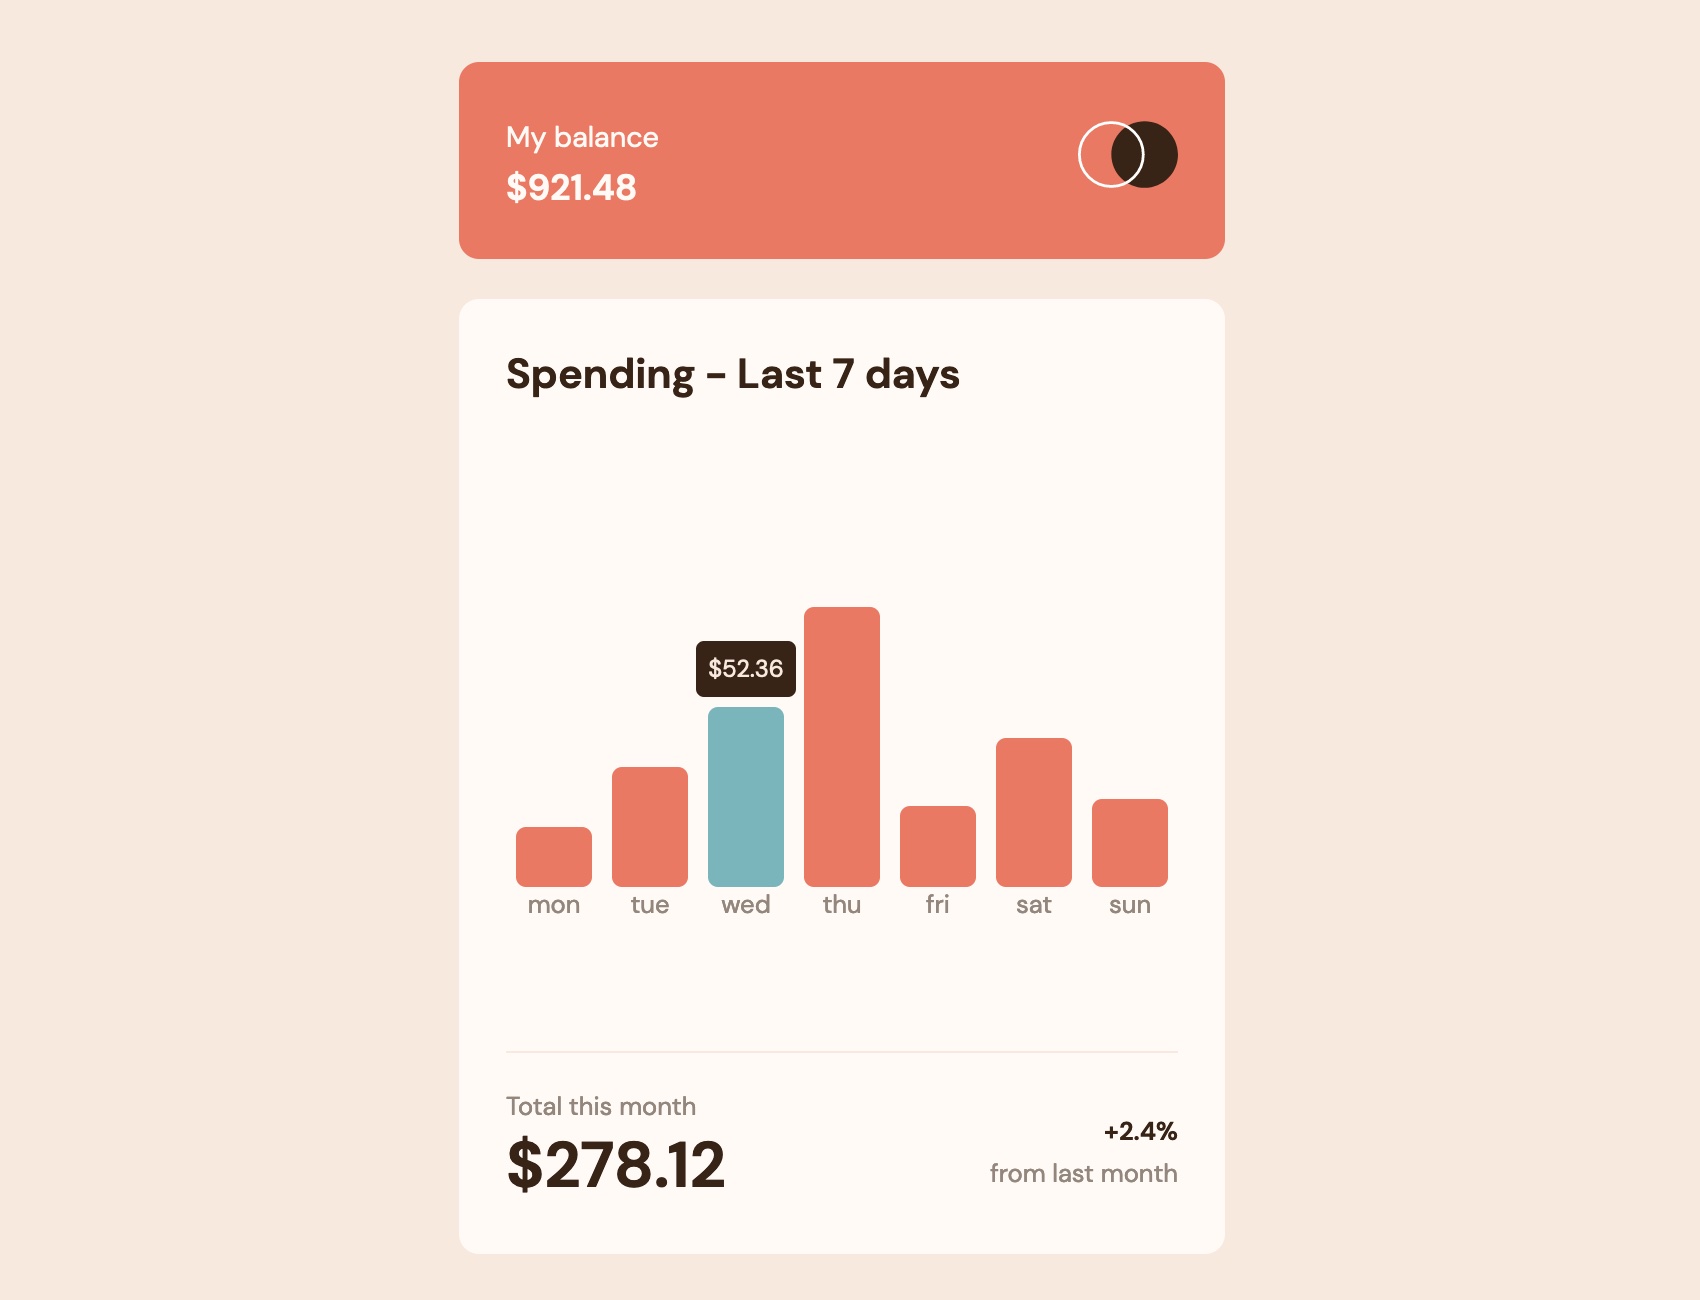 My balance
$921.48
Spending - Last 7 days
$52.36
mon tue wed thu fri sat sun
Total this month
$278.12
+2.4%
from last month